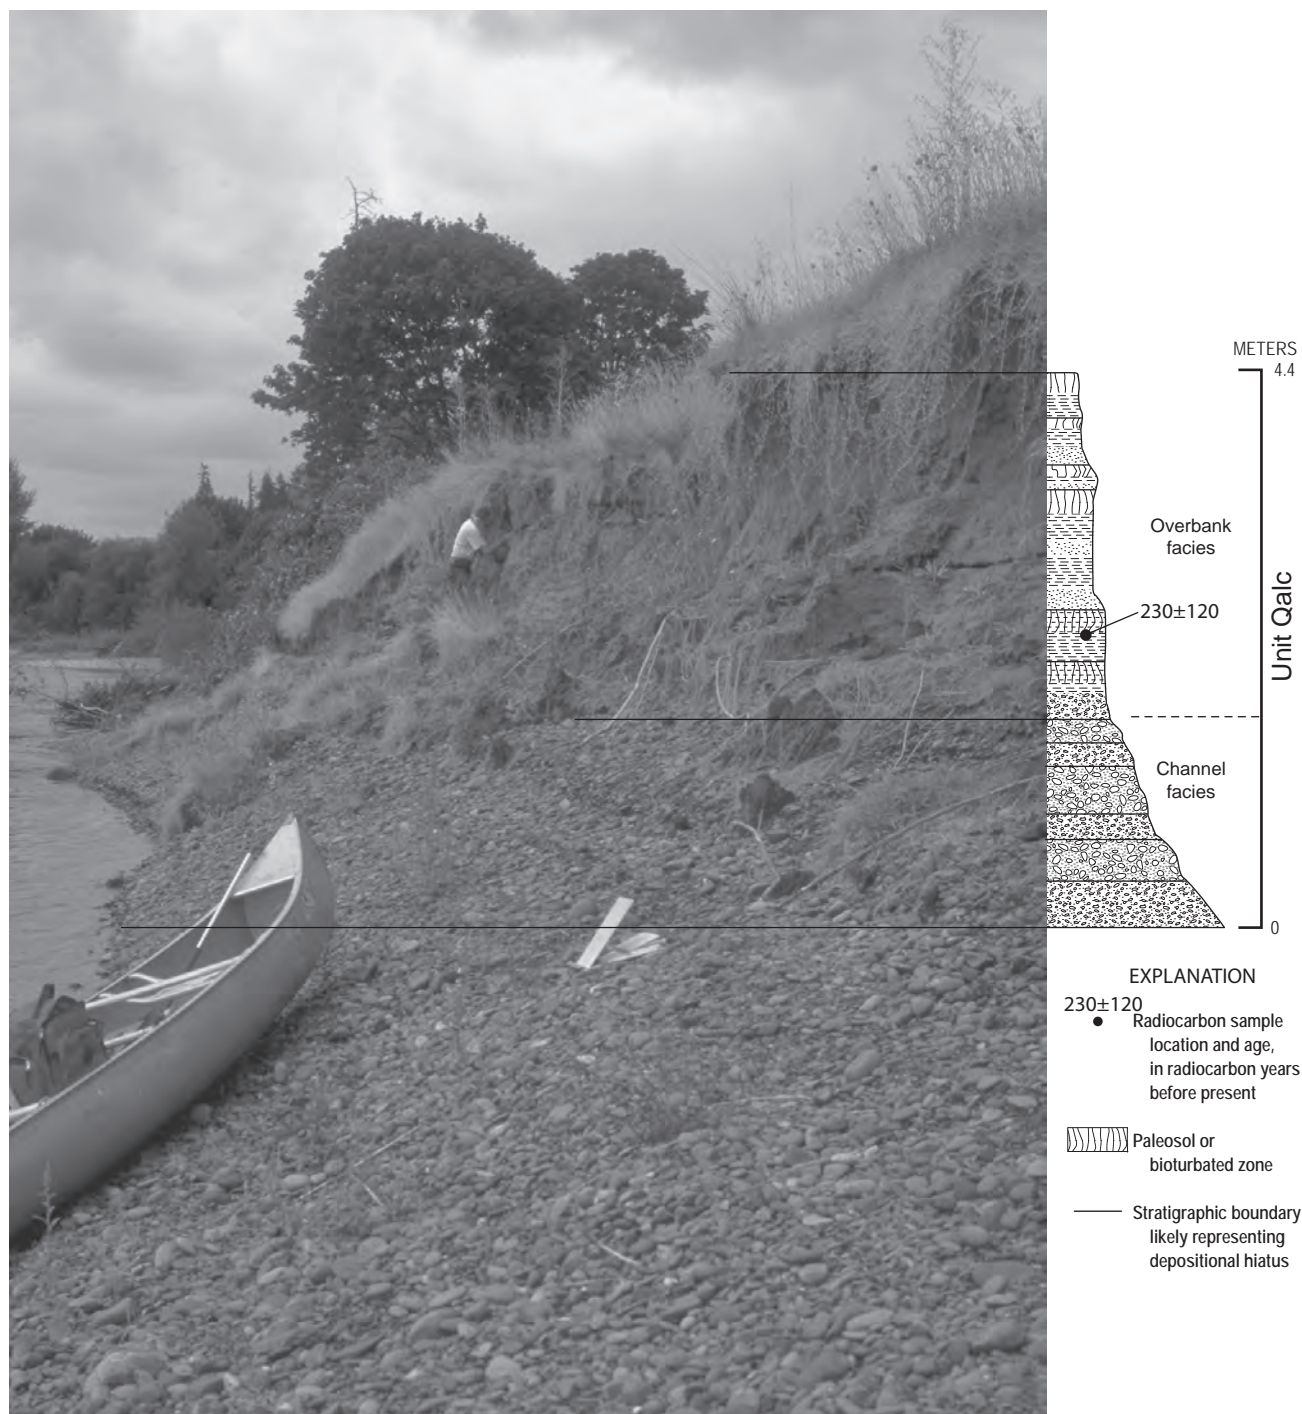 METERS
4.4
Overbank
facies
230±120
Unit Qalc
Channel
facies
0
EXPLANATION
230±120
Radiocarbon sample
location and age,
in radiocarbon years
before present
Paleosol or
bioturbated zone
Stratigraphic boundary
likely representing
depositional hiatus